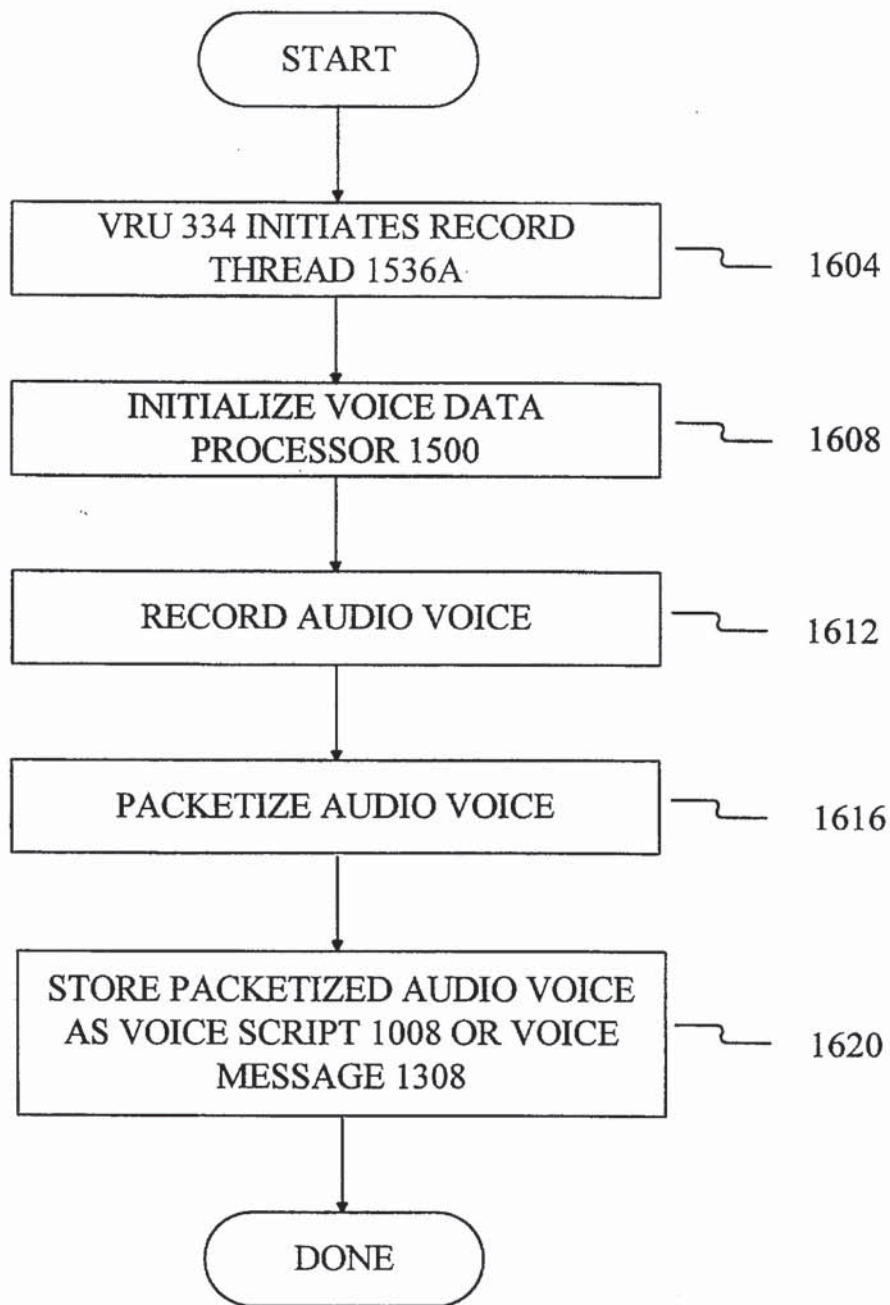 START
VRU 334 INITIATES RECORD
THREAD 1536A
1604
INITIALIZE VOICE DATA
PROCESSOR 1500
1608
RECORD AUDIO VOICE
1612
PACKETIZE AUDIO VOICE
1616
STORE PACKETIZED AUDIO VOICE
AS VOICE SCRIPT 1008 OR VOICE
MESSAGE 1308
1620
DONE